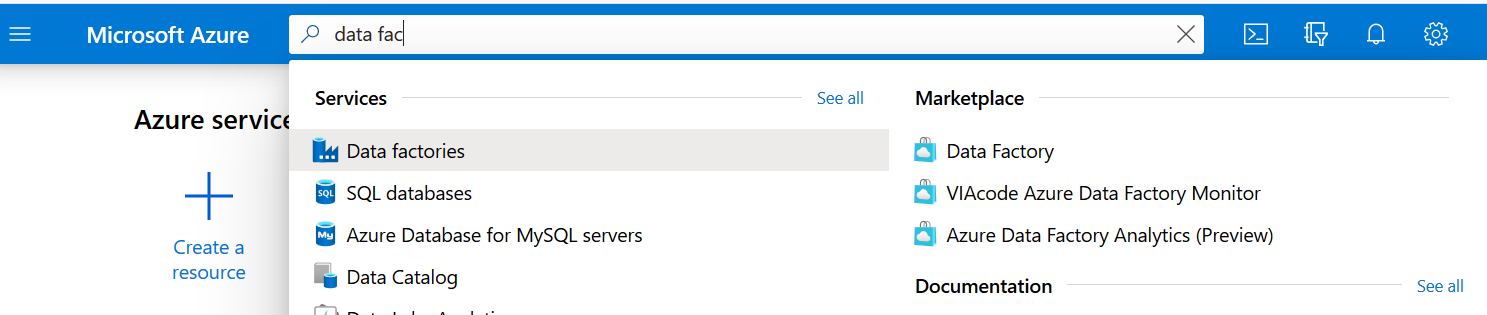 Microsoft Azure
data fac
Services
See all
Marketplace
Azure service
Data factories
Data Factory
SQL databases
VIAcode Azure Data Factory Monitor
Azure Database for MySQL servers
Azure Data Factory Analytics (Preview)
Create a
resource
Data Catalog
Documentation
See all